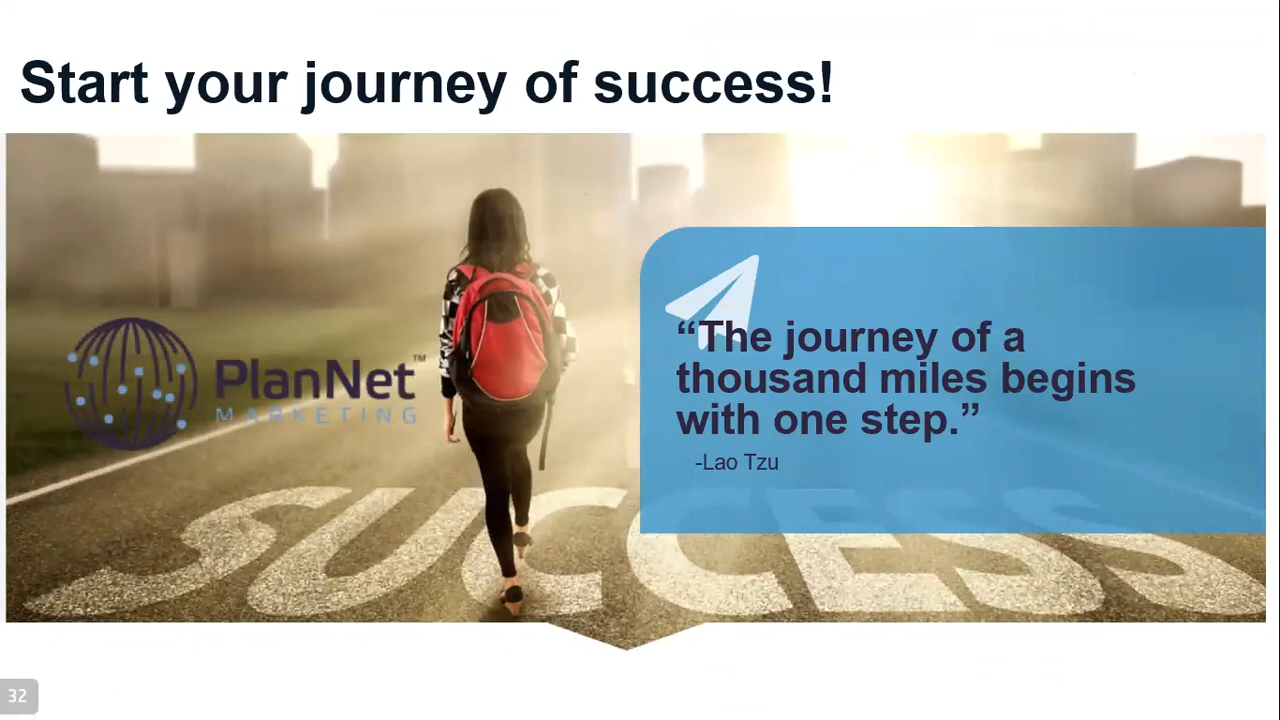 Start your journey of success!
PlanNet™
MARKETING
“The journey of a
thousand miles begins
with one step.”
-Lao Tzu
SUCCESS
32